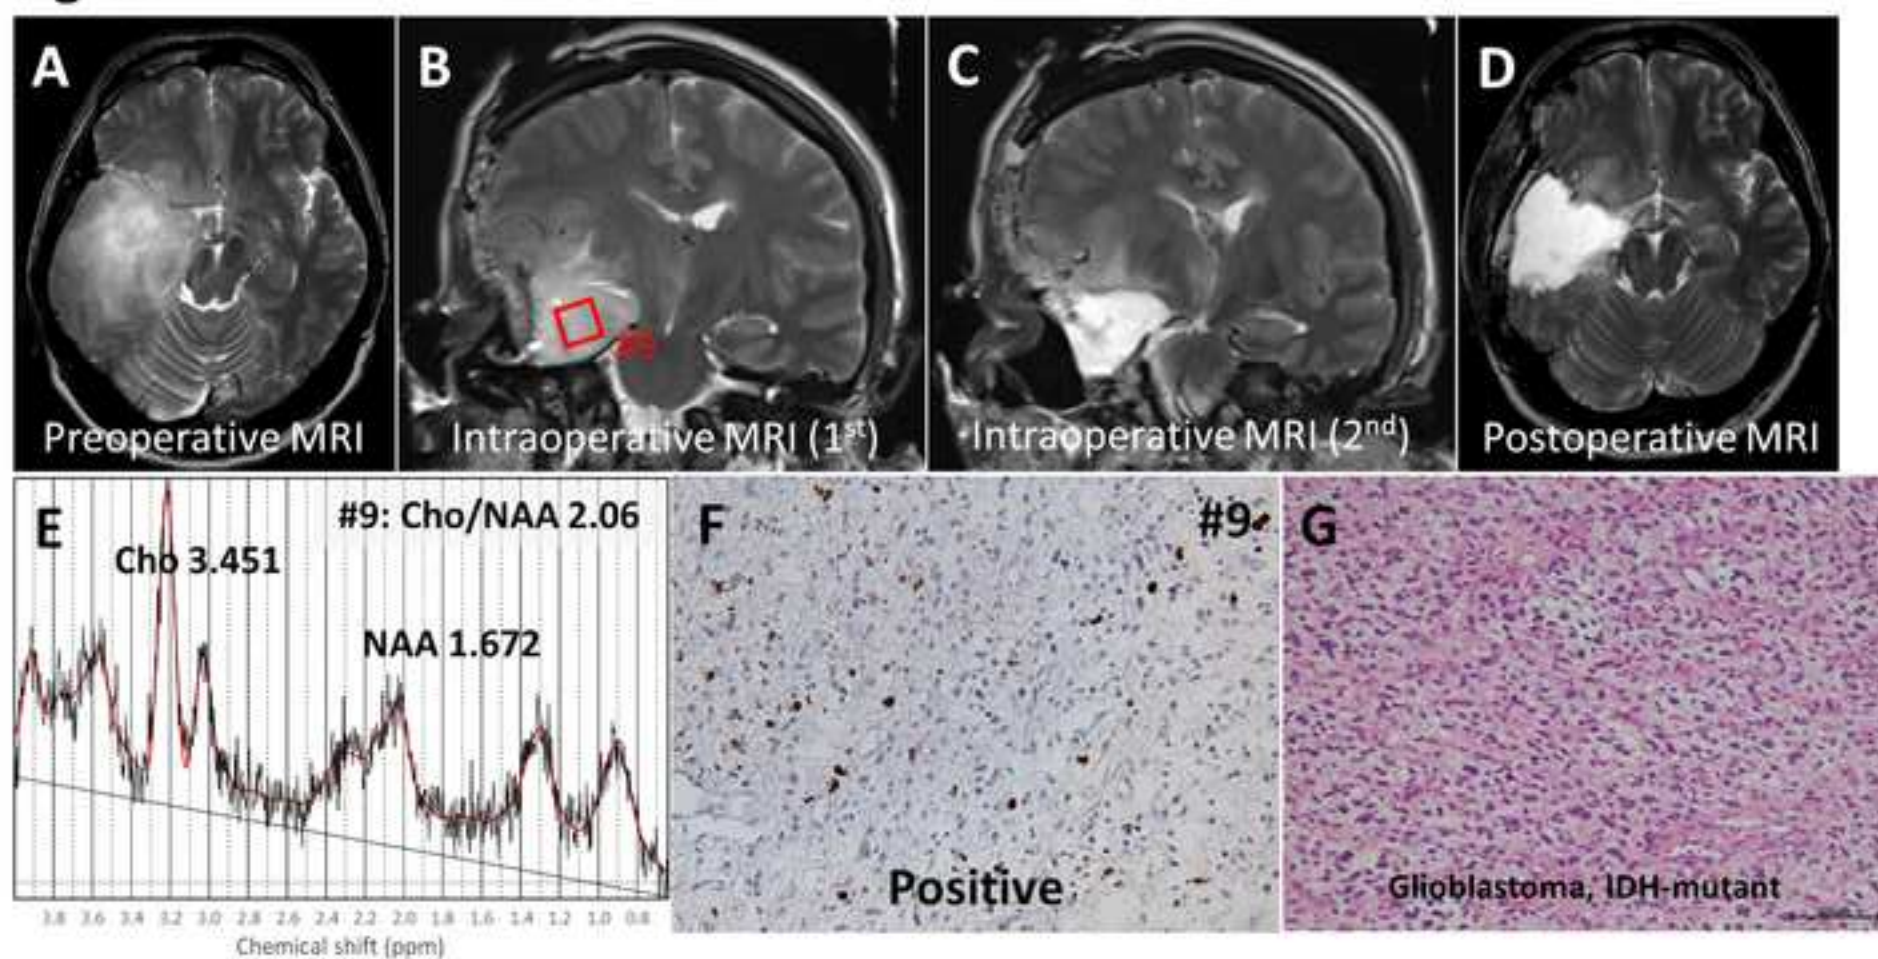 A
Preoperative MRI
B
#9
Intraoperative MRI (1st)
C
Intraoperative MRI (2nd)
D
Postoperative MRI
E
#9: Cho/NAA 2.06
Cho 3.451
NAA 1.672
3.8 3.6 3.4 3.2 3.0 2.8 2.6 2.4 2.2 2.0 1.8 1.6 1.4 1.2 1.0 0.8
Chemical shift (ppm)
F
#9
Positive
G
Glioblastoma, IDH-mutant